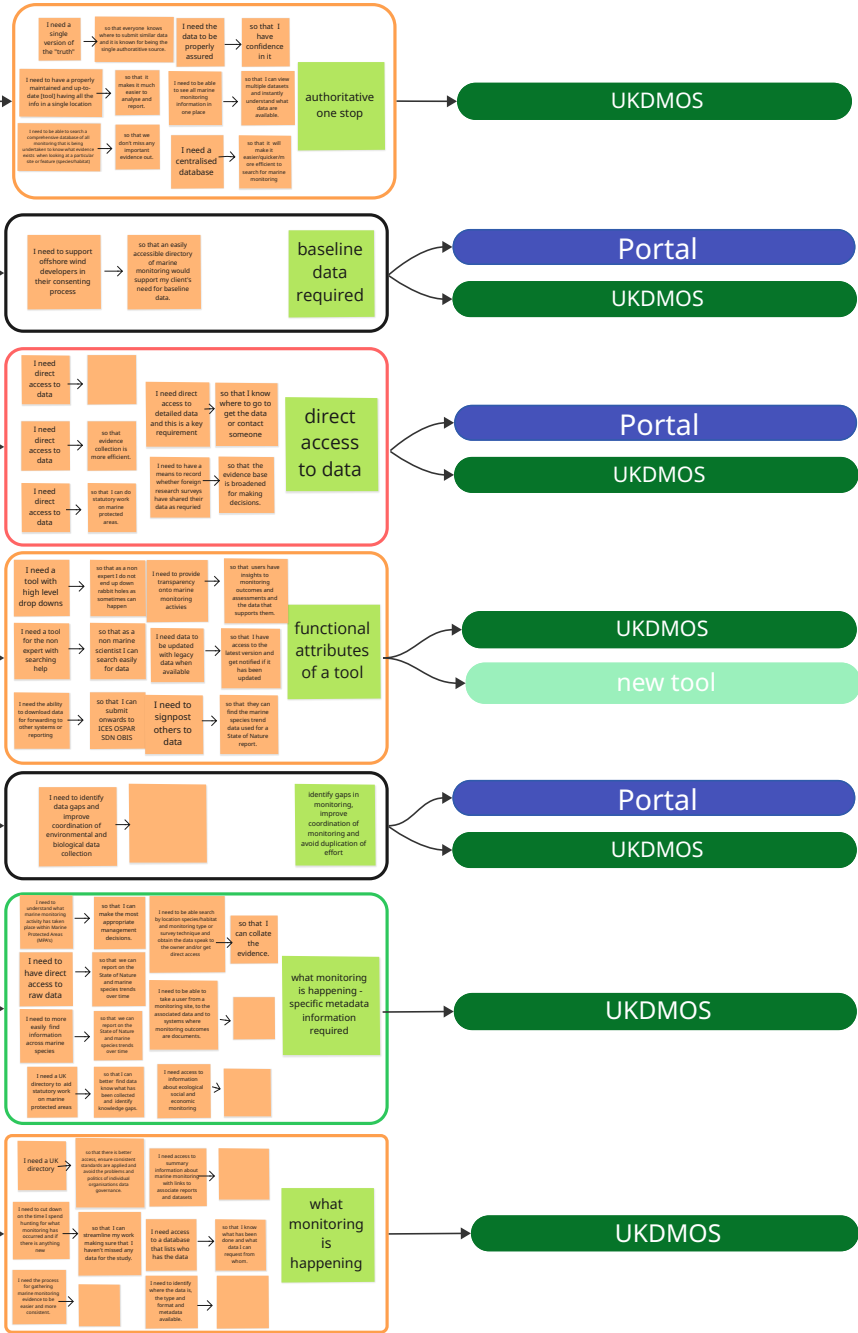 I need a
single
version of
the "truth"
so that everyone knows
where to submit similar data
and it is known for being the
single authoratitive source.
I need the
data to be
properly
assured
so that I
have
confidence
in it
I need to have a properly
maintained and up-to-
date [tool] having all the
info in a single location
so that it
makes it much
easier to
analyse and
report.
I need to be able
to see all marine
monitoring
information in
one place
so that I can view
multiple datasets
and instantly
understand what
data are
available.
I need to be able to search a
comprehensive database of all
monitoring that is being
undertaken to know what evidence
exists when looking at a particular
site or feature (species/habitat)
so that we
don't miss any
important
evidence out.
I need a
centralised
database
so that it will
make it
easier/quicker/m
ore efficient to
search for marine
monitoring
authoritative
one stop
UKDMOS
I need to support
offshore wind
developers in
their consenting
process
so that an easily
accessible directory
of marine
monitoring would
support my client's
need for baseline
data.
baseline
data
required
Portal
UKDMOS
I need
direct
access to
data
I need
direct
access to
data
so that
evidence
collection is
more efficient.
I need
direct
access to
data
so that I can do
statutory work
on marine
protected
areas.
I need direct
access to
detailed data
and this is a key
requirement
so that I know
where to go to
get the data
or contact
someone
I need to have a
means to record
whether foreign
research surveys
have shared their
data as requried
so that the
evidence base
is broadened
for making
decisions.
direct
access
to data
Portal
UKDMOS
I need a
tool with
high level
drop downs
so that as a non
expert I do not
end up down
rabbit holes as
sometimes can
happen
I need to provide
transparency
onto marine
monitoring
activies
so that users have
insights to
monitoring
outcomes and
assessments and
the data that
supports them.
I need a tool
for the non
expert with
searching
help
so that as a
non marine
scientist I can
search easily
for data
I need data to
be updated
with legacy
data when
available
so that I have
access to the
latest version and
get notified if it
has been
updated
I need the ability
to download data
for forwarding to
other systems or
reporting
so that I can
submit
onwards to
ICES OSPAR
SDN OBIS
I need to
signpost
others to
data
so that they can
find the marine
species trend
data used for a
State of Nature
report.
functional
attributes
of a tool
UKDMOS
new tool
I need to identify
data gaps and
improve
coordination of
environmental and
biological data
collection
identify gaps in
monitoring,
improve
coordination of
monitoring and
avoid duplication of
effort
Portal
UKDMOS
I need to
understand what
marine monitoring
activity has taken
place within Marine
Protected Areas
(MPA's)
so that I can
make the most
appropriate
management
decisions.
I need to be able search
by location species/habitat
and monitoring type or
survey technique and
obtain the data speak to
the owner and/or get
direct access
so that I
can collate
the
evidence.
I need to
have direct
access to
raw data
so that we can
report on the
State of Nature
and marine
species trends
over time
I need to be able to
take a user from a
monitoring site, to the
associated data and to
systems where
monitoring outcomes
are documents.
I need to more
easily find
information
across marine
species
so that we can
report on the
State of Nature
and marine
species trends
over time
I need a UK
directory to aid
statutory work
on marine
protected areas
so that I can
better find data
know what has
been collected
and identify
knowledge gaps.
I need access to
information
about ecological
social and
economic
monitoring
what monitoring
is happening -
specific metadata
information
required
UKDMOS
I need a UK
directory
so that there is better
access, ensure consistent
standards are applied and
avoid the problems and
politics of individual
organisations data
governance.
I need access to
summary
information about
marine monitoring
with links to
associate reports
and datasets
I need to cut down
on the time I spend
hunting for what
monitoring has
occurred and if
there is anything
new
so that I can
streamline my work
making sure that I
haven't missed any
data for the study.
I need access
to a database
that lists who
has the data
so that I know
what has been
done and what
data I can
request from
whom.
I need the process
for gathering
marine monitoring
evidence to be
easier and more
consistent.
I need to identify
where the data is,
the type and
format and
metadata
available.
what
monitoring
is
happening
UKDMOS